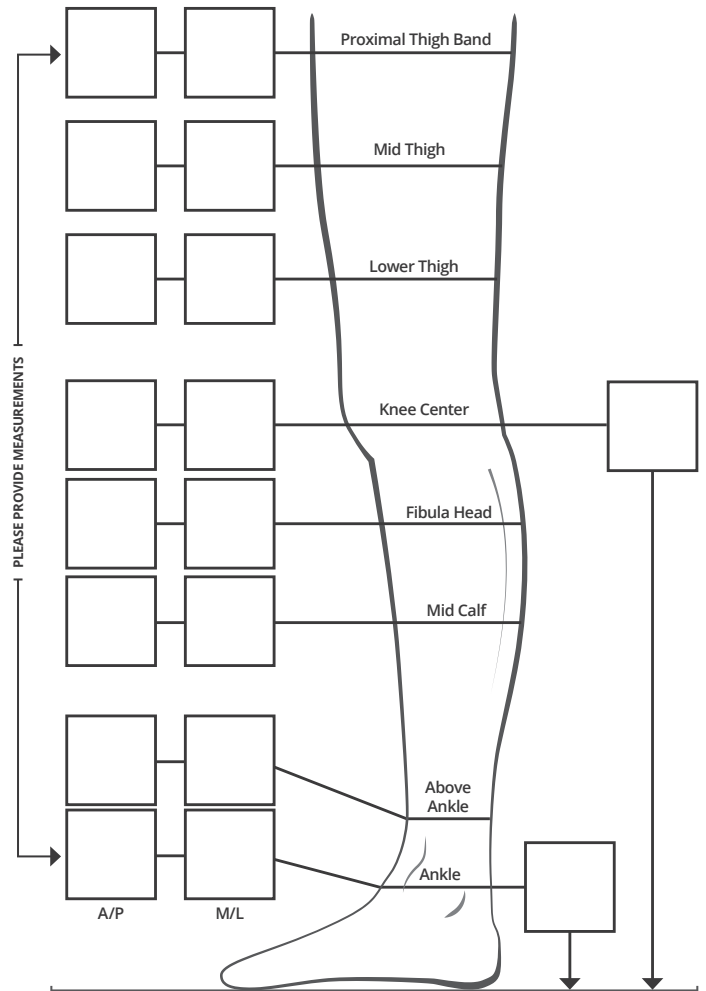 Proximal Thigh Band
Mid Thigh
Lower Thigh
PLEASE PROVIDE MEASUREMENTS
Knee Center
Fibula Head
Mid Calf
Above
Ankle
Ankle
A/P
M/L